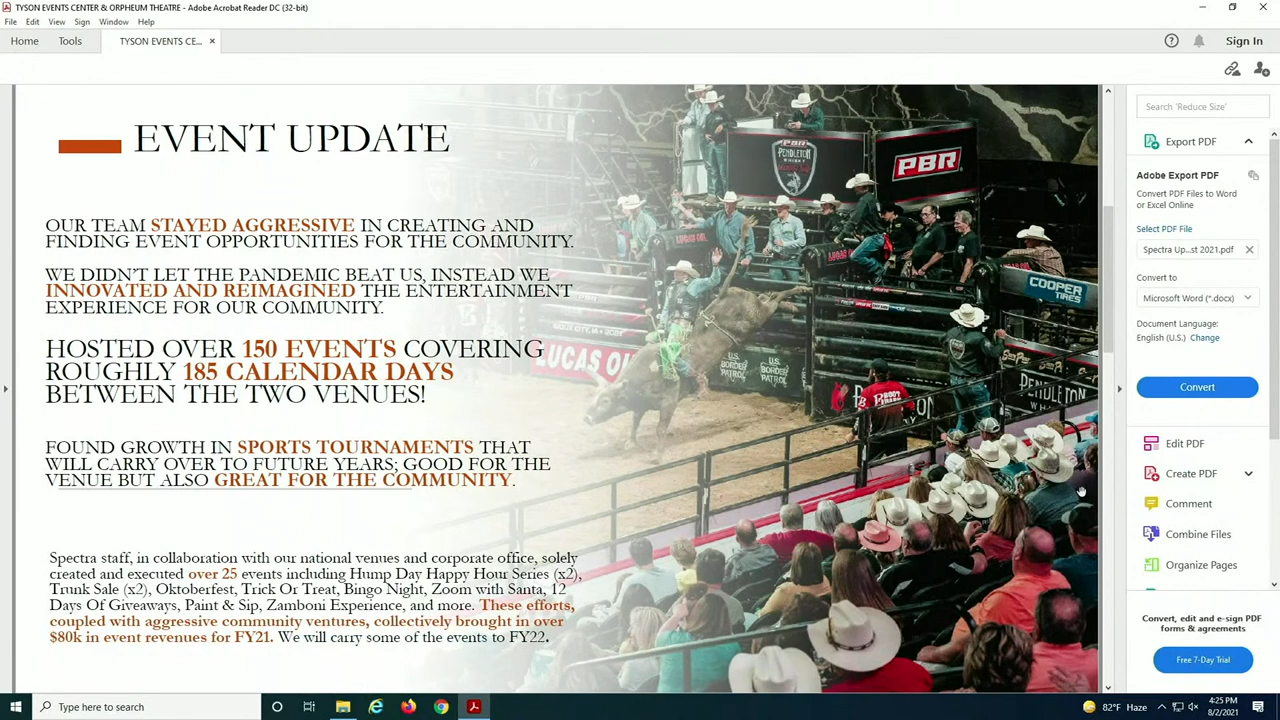 TYSON EVENTS CENTER & ORPHEUM THEATRE - Adobe Acrobat Reader DC (32-bit)
File Edit View Sign Window Help
Home Tools TYSON EVENTS CE... × Sign In
EVENT UPDATE
OUR TEAM STAYED AGGRESSIVE IN CREATING AND
FINDING EVENT OPPORTUNITIES FOR THE COMMUNITY.
WE DIDN'T LET THE PANDEMIC BEAT US, INSTEAD WE
INNOVATED AND REIMAGINED THE ENTERTAINMENT
EXPERIENCE FOR OUR COMMUNITY.
HOSTED OVER 150 EVENTS COVERING
ROUGHLY 185 CALENDAR DAYS
BETWEEN THE TWO VENUES!
FOUND GROWTH IN SPORTS TOURNAMENTS THAT
WILL CARRY OVER TO FUTURE YEARS; GOOD FOR THE
VENUE BUT ALSO GREAT FOR THE COMMUNITY.
Spectra staff, in collaboration with our national venues and corporate office, solely
created and executed over 25 events including Hump Day Happy Hour Series (x2),
Trunk Sale (x2), Oktoberfest, Trick Or Treat, Bingo Night, Zoom with Santa, 12
Days Of Giveaways, Paint & Sip, Zamboni Experience, and more. These efforts,
coupled with aggressive community ventures, collectively brought in over
$80k in event revenues for FY21. We will carry some of the events to FY22.
PENDLETON
WHISKY
PBR
COOPER
TIRES
LUCAS OIL
U.S.
BORDER
PATROL
PENDLETON
Search 'Reduce Size'
Export PDF
Adobe Export PDF
Convert PDF Files to Word
or Excel Online
Select PDF File
Spectra Up...st 2021.pdf
Convert to
Microsoft Word (*.docx)
Document Language:
English (U.S.) Change
Convert
Edit PDF
Create PDF
Comment
Combine Files
Organize Pages
Convert, edit and e-sign PDF
forms & agreements
Free 7-Day Trial
Type here to search
82°F Haze
4:25 PM
8/2/2021